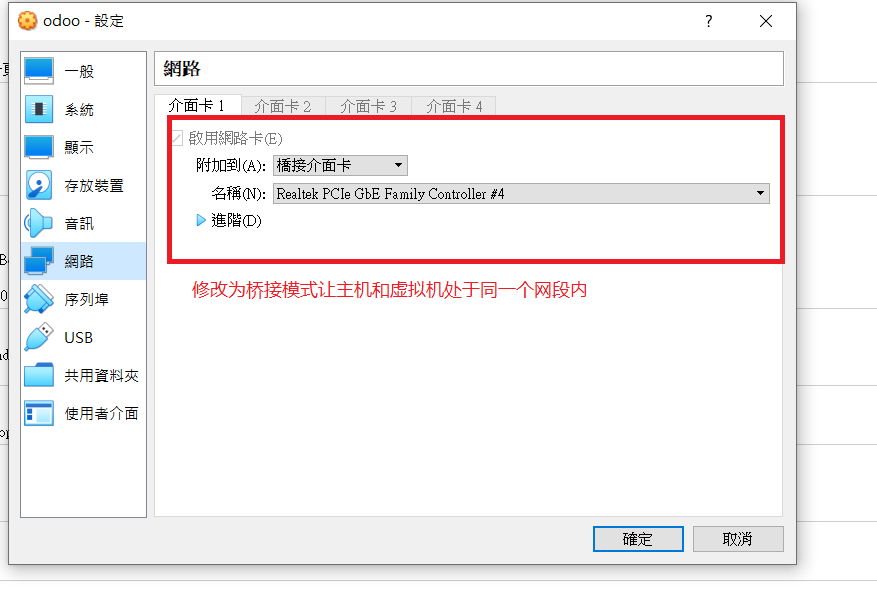 odoo - 設定
?
一般
系統
顯示
存放裝置
音訊
網路
序列埠
USB
共用資料夾
使用者介面
網路
介面卡 1
介面卡 2
介面卡 3
介面卡 4
啟用網路卡(E)
附加到(A): 橋接介面卡
名稱(N): Realtek PCIe GbE Family Controller #4
進階(D)
修改为桥接模式让主机和虚拟机处于同一个网段内
確定
取消